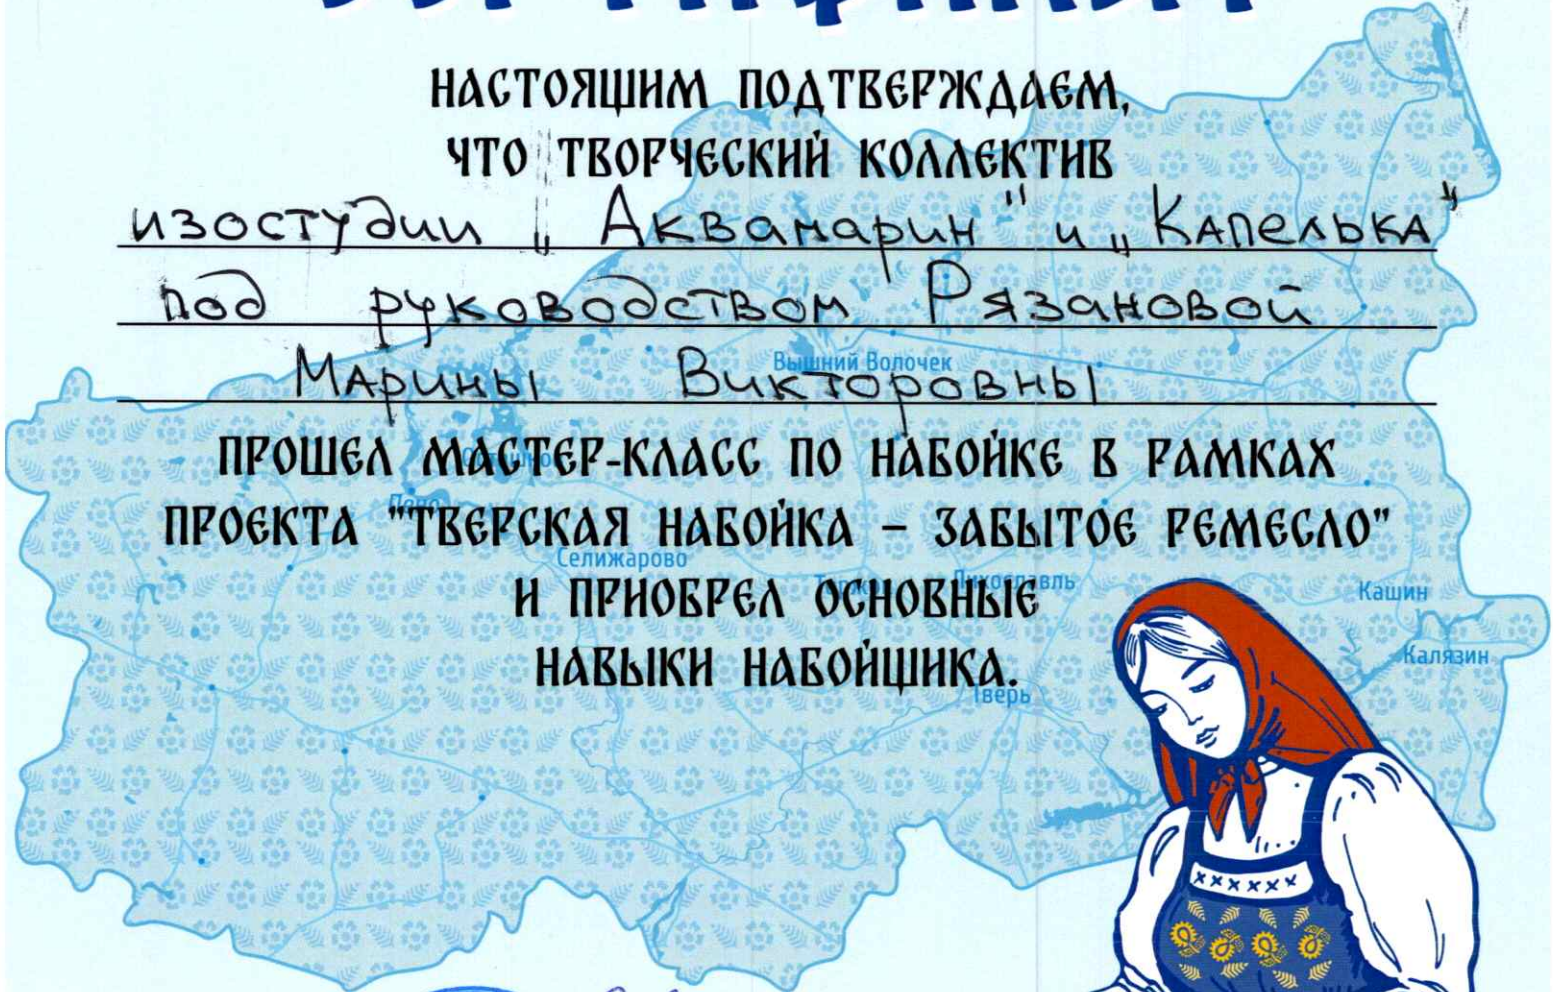 НАСТОЯЩИМ ПОДТВЕРЖДАЕМ,
ЧТО ТВОРЧЕСКИЙ КОЛЛЕКТИВ
изостудии „Аквамарин" и „Капелька"
под руководством Рязановой
Марины Викторовны
Вышний Волочек
ПРОШЕЛ МАСТЕР-КЛАСС ПО НАБОЙКЕ В РАМКАХ
ПРОЕКТА "ТВЕРСКАЯ НАБОЙКА – ЗАБЫТОЕ РЕМЕСЛО"
Селижарово
Лихославль
Кашин
И ПРИОБРЕЛ ОСНОВНЫЕ
НАВЫКИ НАБОЙЩИКА.
Калязин
Тверь